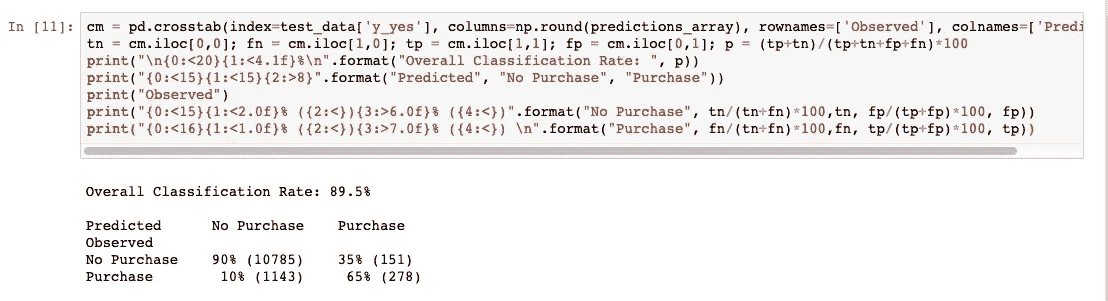 In [11]: cm = pd.crosstab(index=test_data['y_yes'], columns=np.round(predictions_array), rownames=['Observed'], colnames=['Predi
tn = cm.iloc[0,0]; fn = cm.iloc[1,0]; tp = cm.iloc[1,1]; fp = cm.iloc[0,1]; p = (tp+tn)/(tp+tn+fp+fn)*100
print("\n{0:<20}{1:<4.1f}%\n".format("Overall Classification Rate: ", p))
print("{0:<15}{1:<15}{2:>8}".format("Predicted", "No Purchase", "Purchase"))
print("Observed")
print("{0:<15}{1:<2.0f}% ({2:<}){3:>6.0f}% ({4:<})".format("No Purchase", tn/(tn+fn)*100,tn, fp/(tp+fp)*100, fp))
print("{0:<16}{1:<1.0f}% ({2:<}){3:>7.0f}% ({4:<}) \n".format("Purchase", fn/(tn+fn)*100,fn, tp/(tp+fp)*100, tp))
Overall Classification Rate: 89.5%
Predicted No Purchase Purchase
Observed
No Purchase 90% (10785) 35% (151)
Purchase 10% (1143) 65% (278)